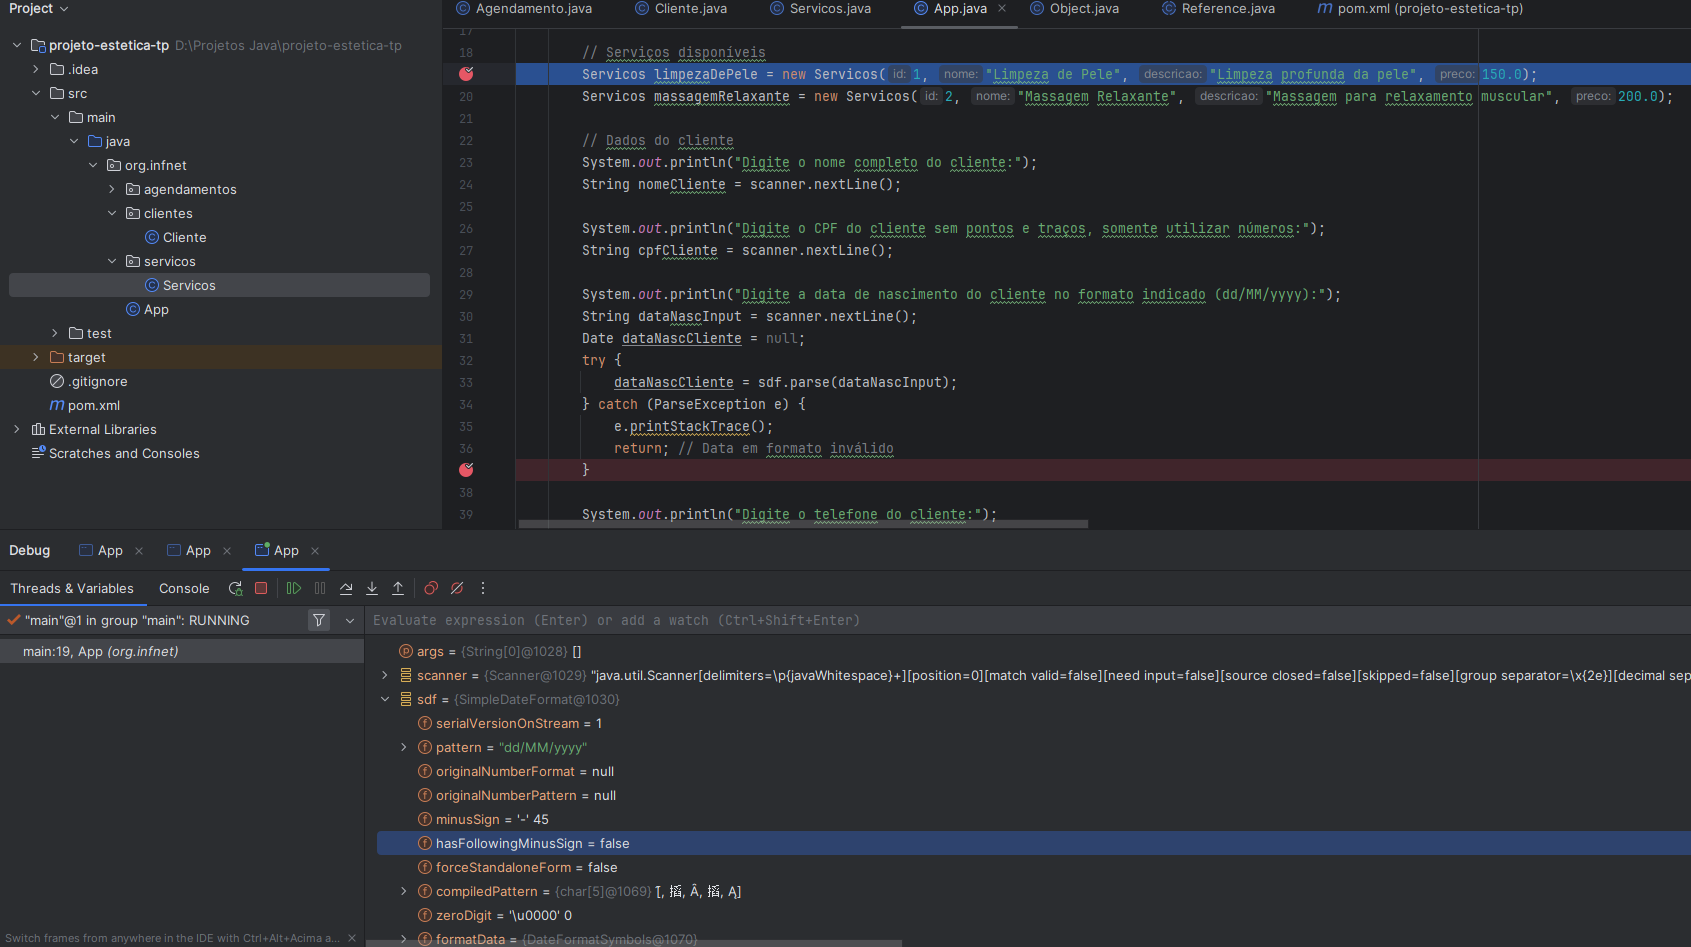 Project
Agendamento.java Cliente.java Servicos.java App.java Object.java Reference.java pom.xml (projeto-estetica-tp)
projeto-estetica-tp D:\Projetos Java\projeto-estetica-tp
.idea
src
main
java
org.infnet
agendamentos
clientes
Cliente
servicos
Servicos
App
test
target
.gitignore
pom.xml
External Libraries
Scratches and Consoles
17
18 // Serviços disponíveis
Servicos limpezaDePele = new Servicos( id: 1, nome: "Limpeza de Pele", descricao: "Limpeza profunda da pele", preco: 150.0);
20 Servicos massagemRelaxante = new Servicos( id: 2, nome: "Massagem Relaxante", descricao: "Massagem para relaxamento muscular", preco: 200.0);
21
22 // Dados do cliente
23 System.out.println("Digite o nome completo do cliente:");
24 String nomeCliente = scanner.nextLine();
25
26 System.out.println("Digite o CPF do cliente sem pontos e traços, somente utilizar números:");
27 String cpfCliente = scanner.nextLine();
28
29 System.out.println("Digite a data de nascimento do cliente no formato indicado (dd/MM/yyyy):");
30 String dataNascInput = scanner.nextLine();
31 Date dataNascCliente = null;
32 try {
33 dataNascCliente = sdf.parse(dataNascInput);
34 } catch (ParseException e) {
35 e.printStackTrace();
36 return; // Data em formato inválido
}
38
39 System.out.println("Digite o telefone do cliente:");
Debug App App App
Threads & Variables Console
"main"@1 in group "main": RUNNING
main:19, App (org.infnet)
Switch frames from anywhere in the IDE with Ctrl+Alt+Acima a...
Evaluate expression (Enter) or add a watch (Ctrl+Shift+Enter)
args = {String[0]@1028} []
scanner = {Scanner@1029} "java.util.Scanner[delimiters=\p{javaWhitespace}+][position=0][match valid=false][need input=false][source closed=false][skipped=false][group separator=\x{2e}][decimal sep
sdf = {SimpleDateFormat@1030}
serialVersionOnStream = 1
pattern = "dd/MM/yyyy"
originalNumberFormat = null
originalNumberPattern = null
minusSign = '-' 45
hasFollowingMinusSign = false
forceStandaloneForm = false
compiledPattern = {char[5]@1069}
zeroDigit = '\u0000' 0
formatData = {DateFormatSymbols@1070}